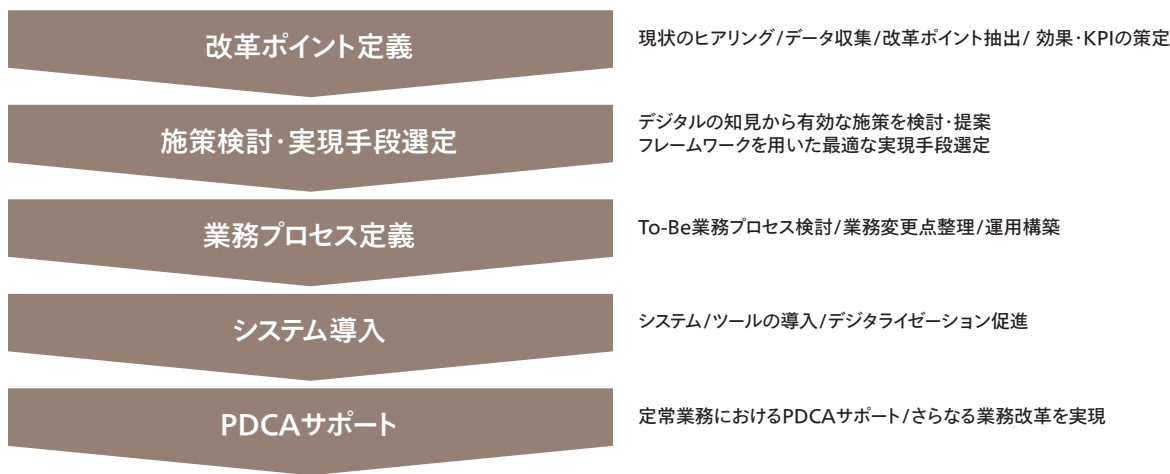 改革ポイント定義
現状のヒアリング/データ収集/改革ポイント抽出/ 効果・KPIの策定
施策検討・実現手段選定
デジタルの知見から有効な施策を検討・提案
フレームワークを用いた最適な実現手段選定
業務プロセス定義
To-Be業務プロセス検討/業務変更点整理/運用構築
システム導入
システム/ツールの導入/デジタライゼーション促進
PDCAサポート
定常業務におけるPDCAサポート/さらなる業務改革を実現